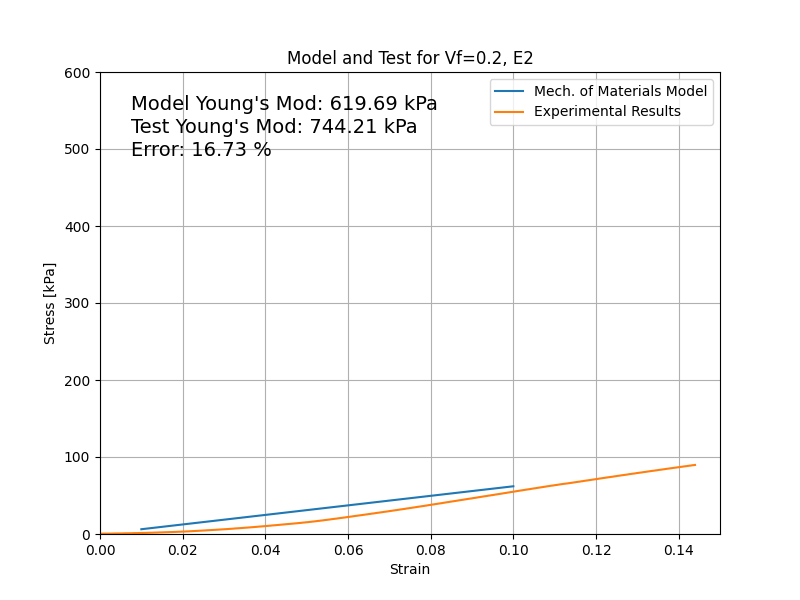 Model and Test for Vf=0.2, E2
Model Young's Mod: 619.69 kPa
Test Young's Mod: 744.21 kPa
Error: 16.73 %
Mech. of Materials Model
Experimental Results
Stress [kPa]
600
500
400
300
200
100
0
0.00 0.02 0.04 0.06 0.08 0.10 0.12 0.14
Strain